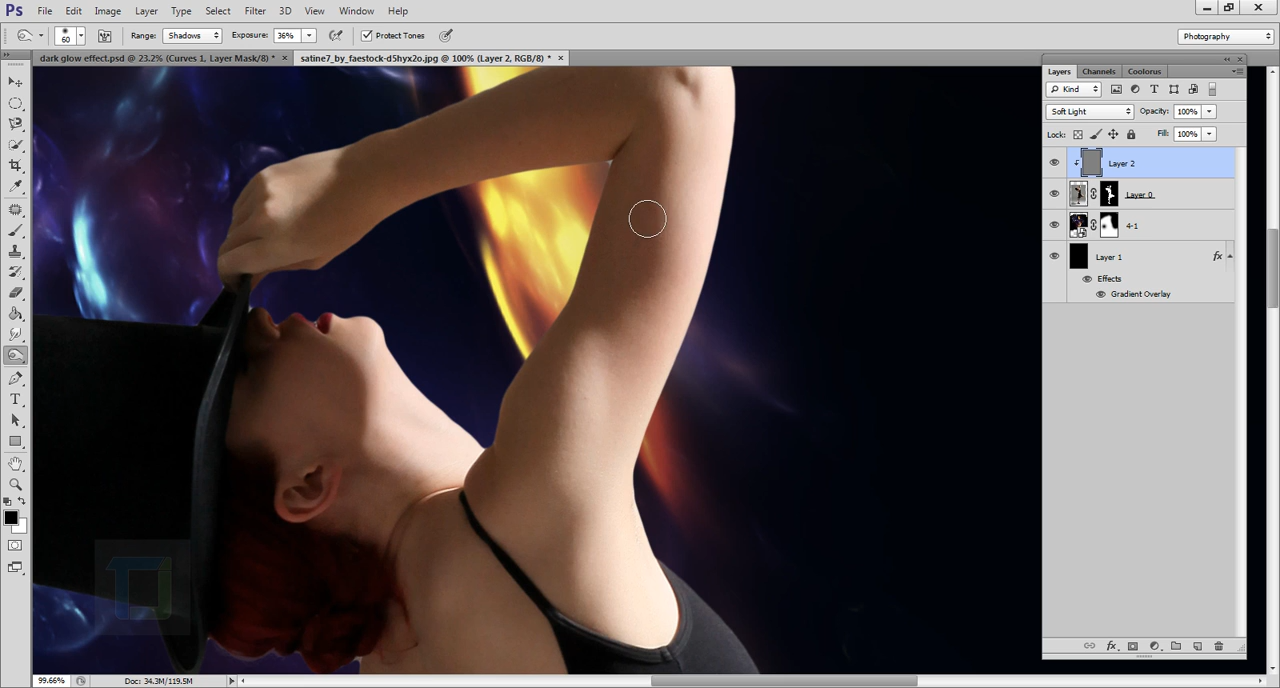 Ps File Edit Image Layer Type Select Filter 3D View Window Help
60 Range: Shadows Exposure: 36% Protect Tones Photography
dark glow effect.psd @ 23.2% (Curves 1, Layer Mask/8) * × satine7_by_faestock-d5hyx2o.jpg @ 100% (Layer 2, RGB/8) * ×
Layers Channels Coolorus
Kind
Soft Light Opacity: 100%
Lock: Fill: 100%
Layer 2
Layer 0
4-1
Layer 1 fx
Effects
Gradient Overlay
fx
99.66% Doc: 34.3M/119.5M